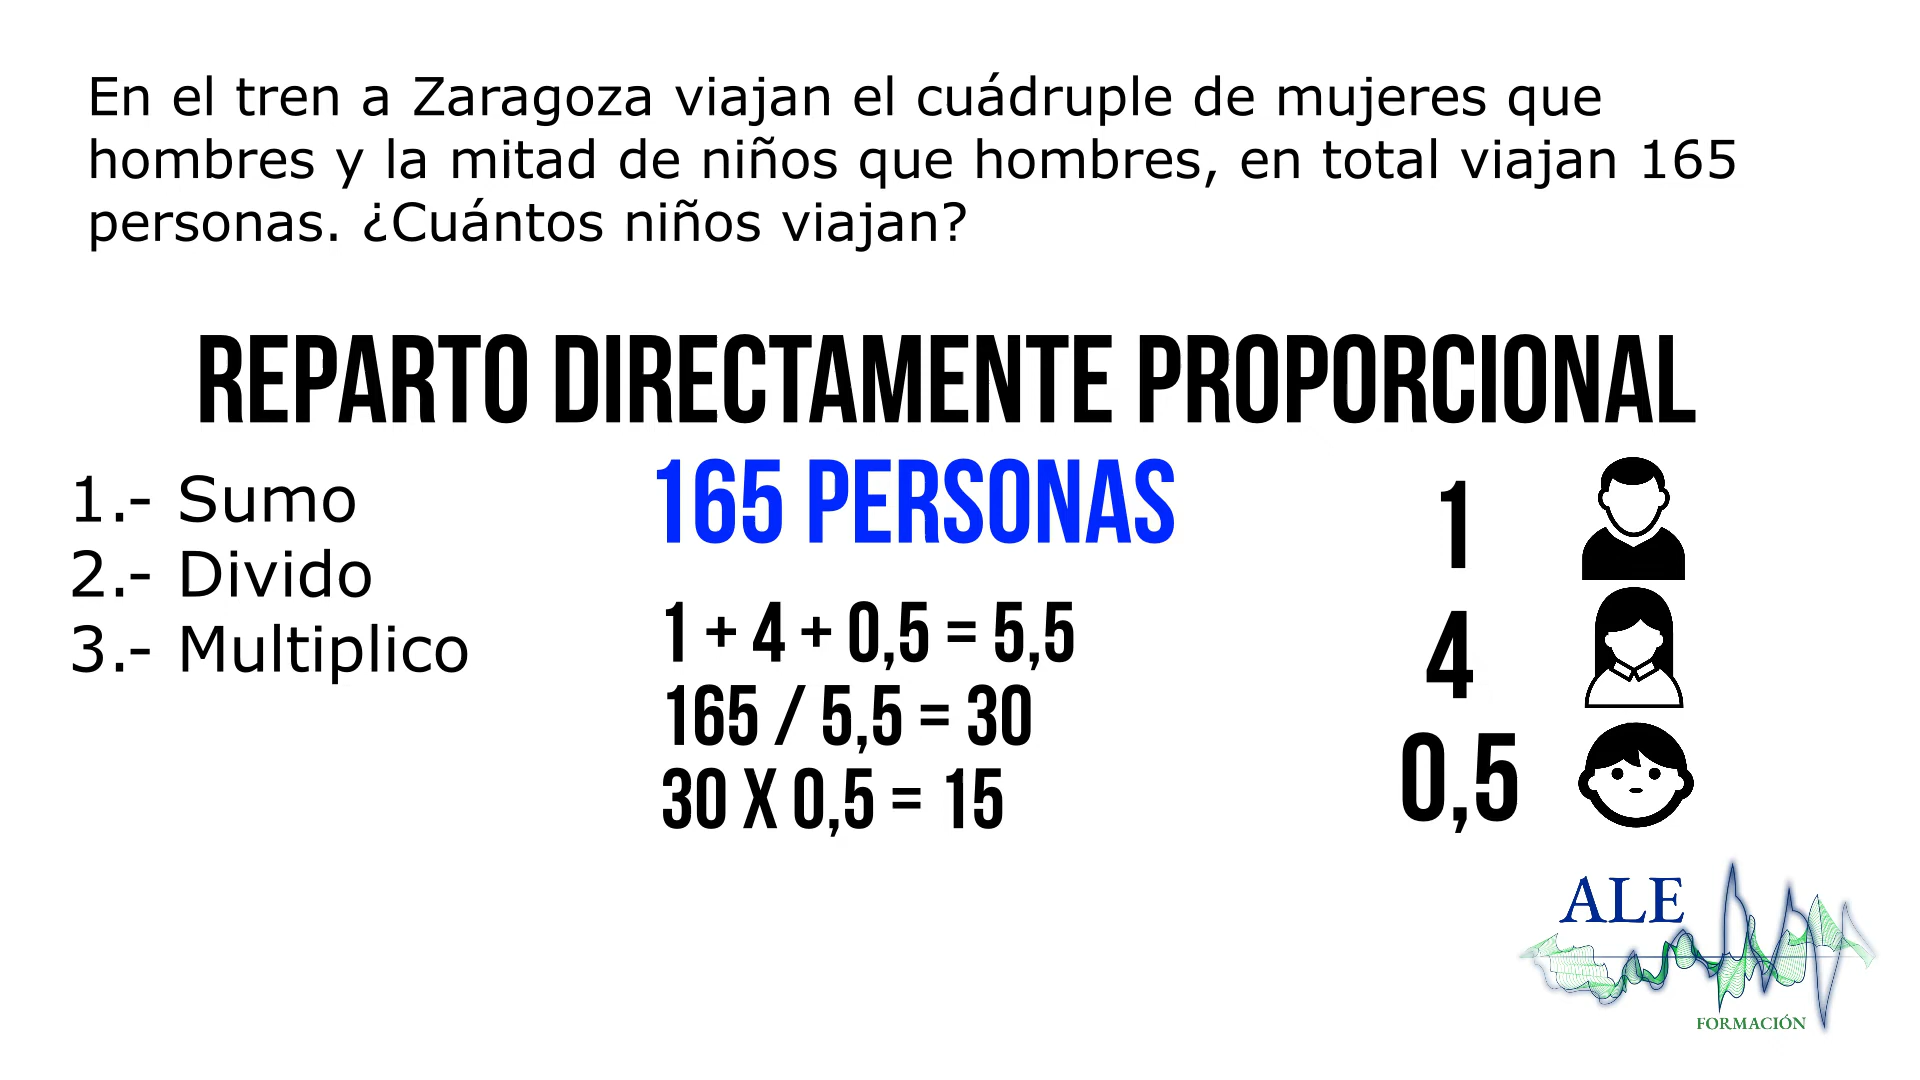 En el tren a Zaragoza viajan el cuádruple de mujeres que
hombres y la mitad de niños que hombres, en total viajan 165
personas. ¿Cuántos niños viajan?
REPARTO DIRECTAMENTE PROPORCIONAL
1.- Sumo
2.- Divido
3.- Multiplico
165 PERSONAS
1 + 4 + 0,5 = 5,5
165 / 5,5 = 30
30 X 0,5 = 15
1
4
0,5
ALE
FORMACIÓN